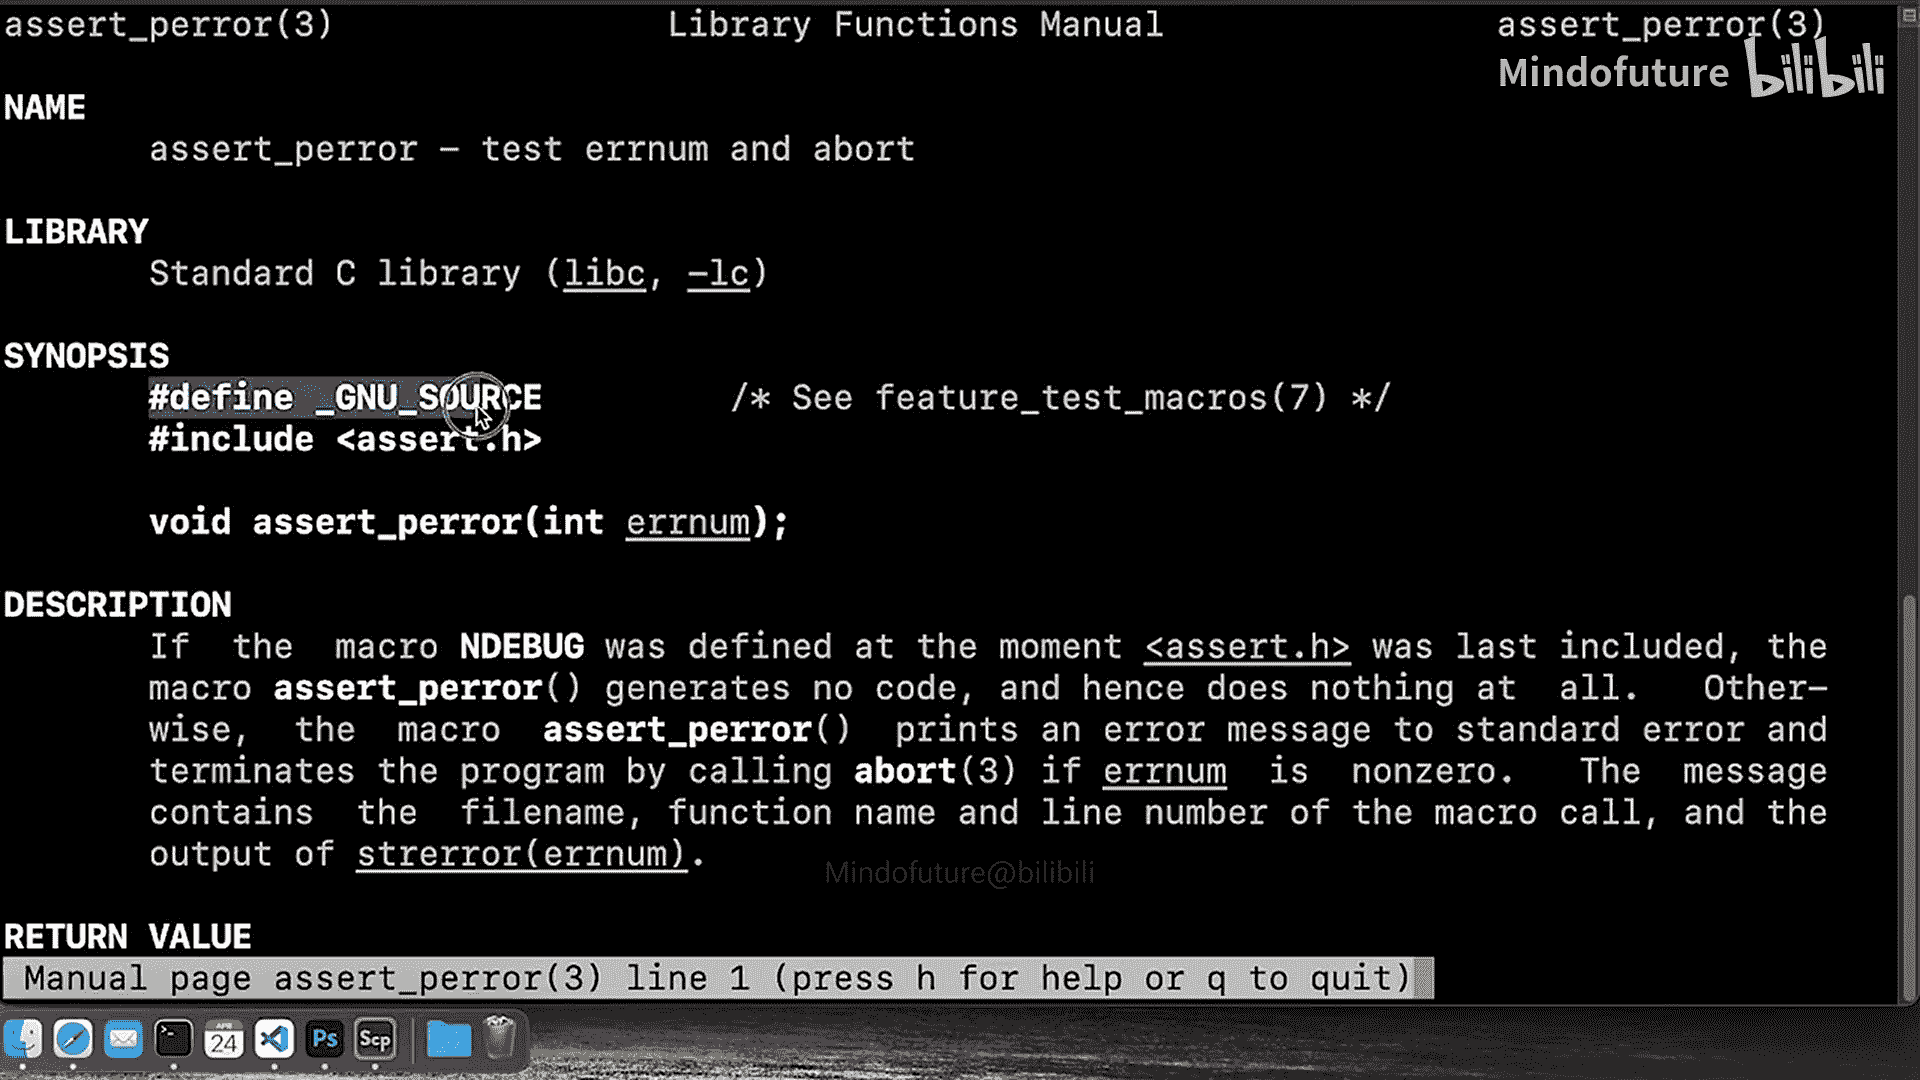 assert_perror(3) Library Functions Manual assert_perror(3)
Mindofuture bilibili
NAME
assert_perror – test errnum and abort
LIBRARY
Standard C library (libc, –lc)
SYNOPSIS
#define _GNU_SOURCE /* See feature_test_macros(7) */
#include <assert.h>
void assert_perror(int errnum);
DESCRIPTION
If the macro NDEBUG was defined at the moment <assert.h> was last included, the
macro assert_perror() generates no code, and hence does nothing at all. Other–
wise, the macro assert_perror() prints an error message to standard error and
terminates the program by calling abort(3) if errnum is nonzero. The message
contains the filename, function name and line number of the macro call, and the
output of strerror(errnum).
Mindofuture@bilibili
RETURN VALUE
Manual page assert_perror(3) line 1 (press h for help or q to quit)
APR
24
Ps
Scp